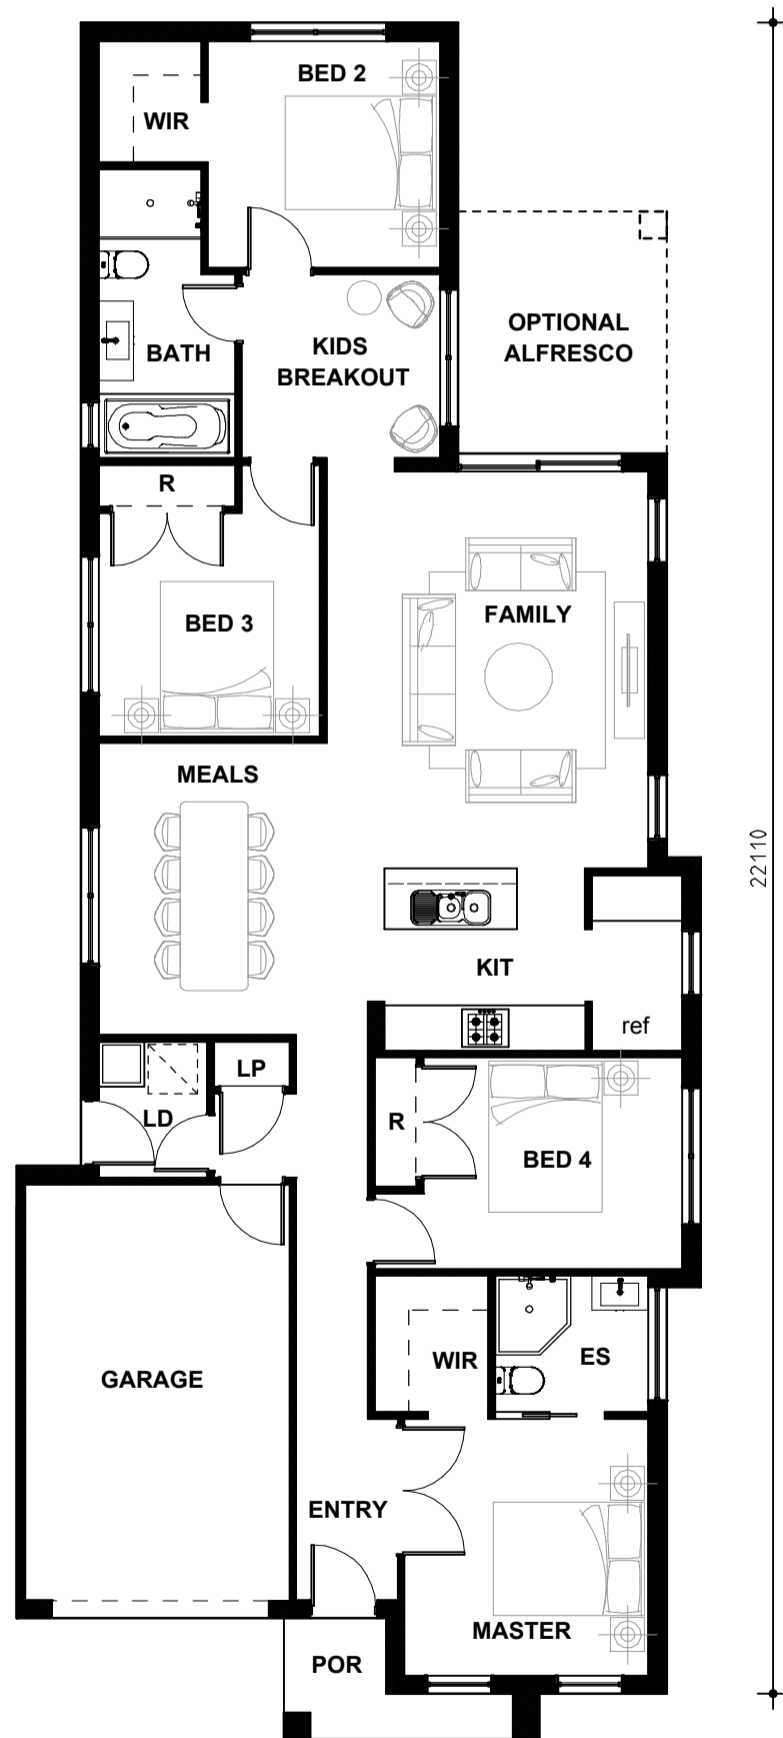 BED 2
WIR
OPTIONAL
ALFRESCO
KIDS
BREAKOUT
BATH
R
FAMILY
BED 3
MEALS
22110
KIT
ref
LP
LD
R
BED 4
WIR
ES
GARAGE
ENTRY
MASTER
POR